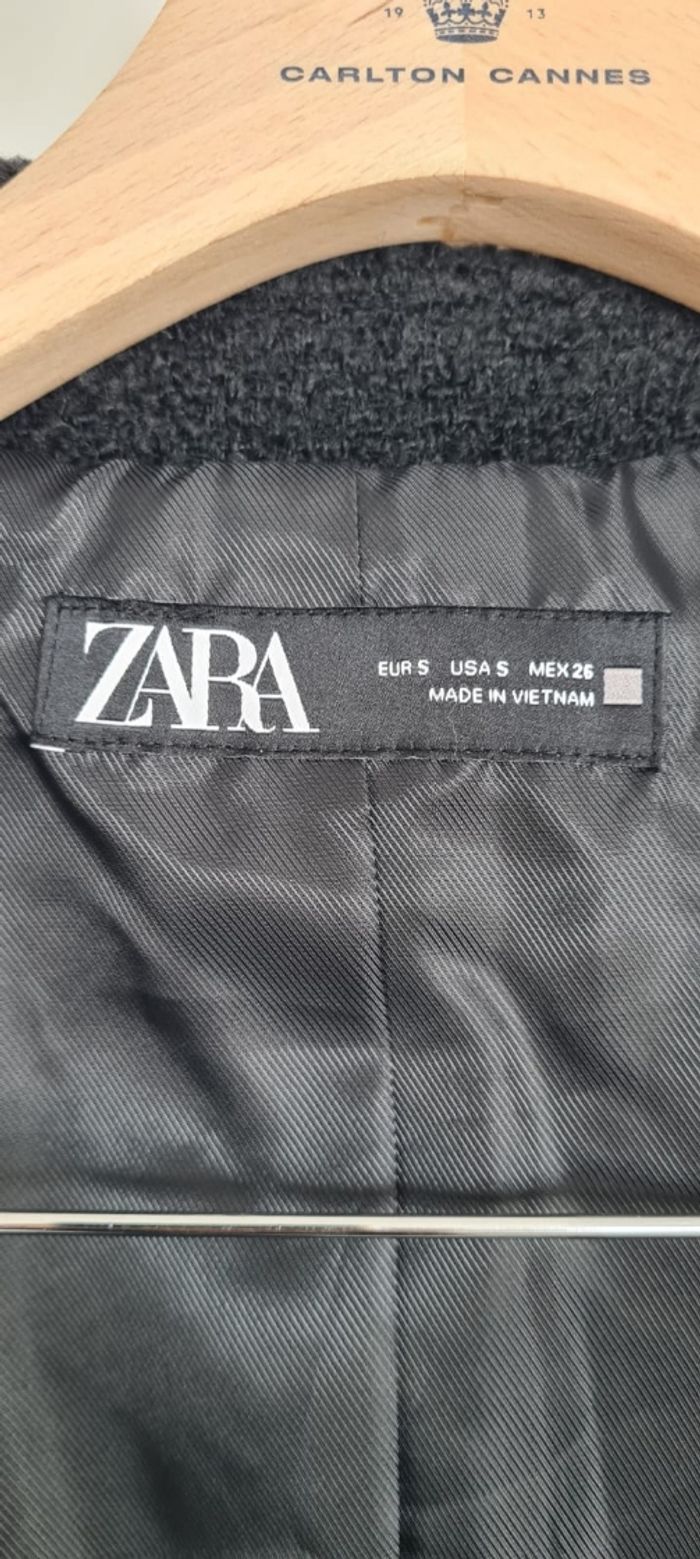 19 13
CARLTON CANNES
ZARA
EUR S USA S MEX 26
MADE IN VIETNAM